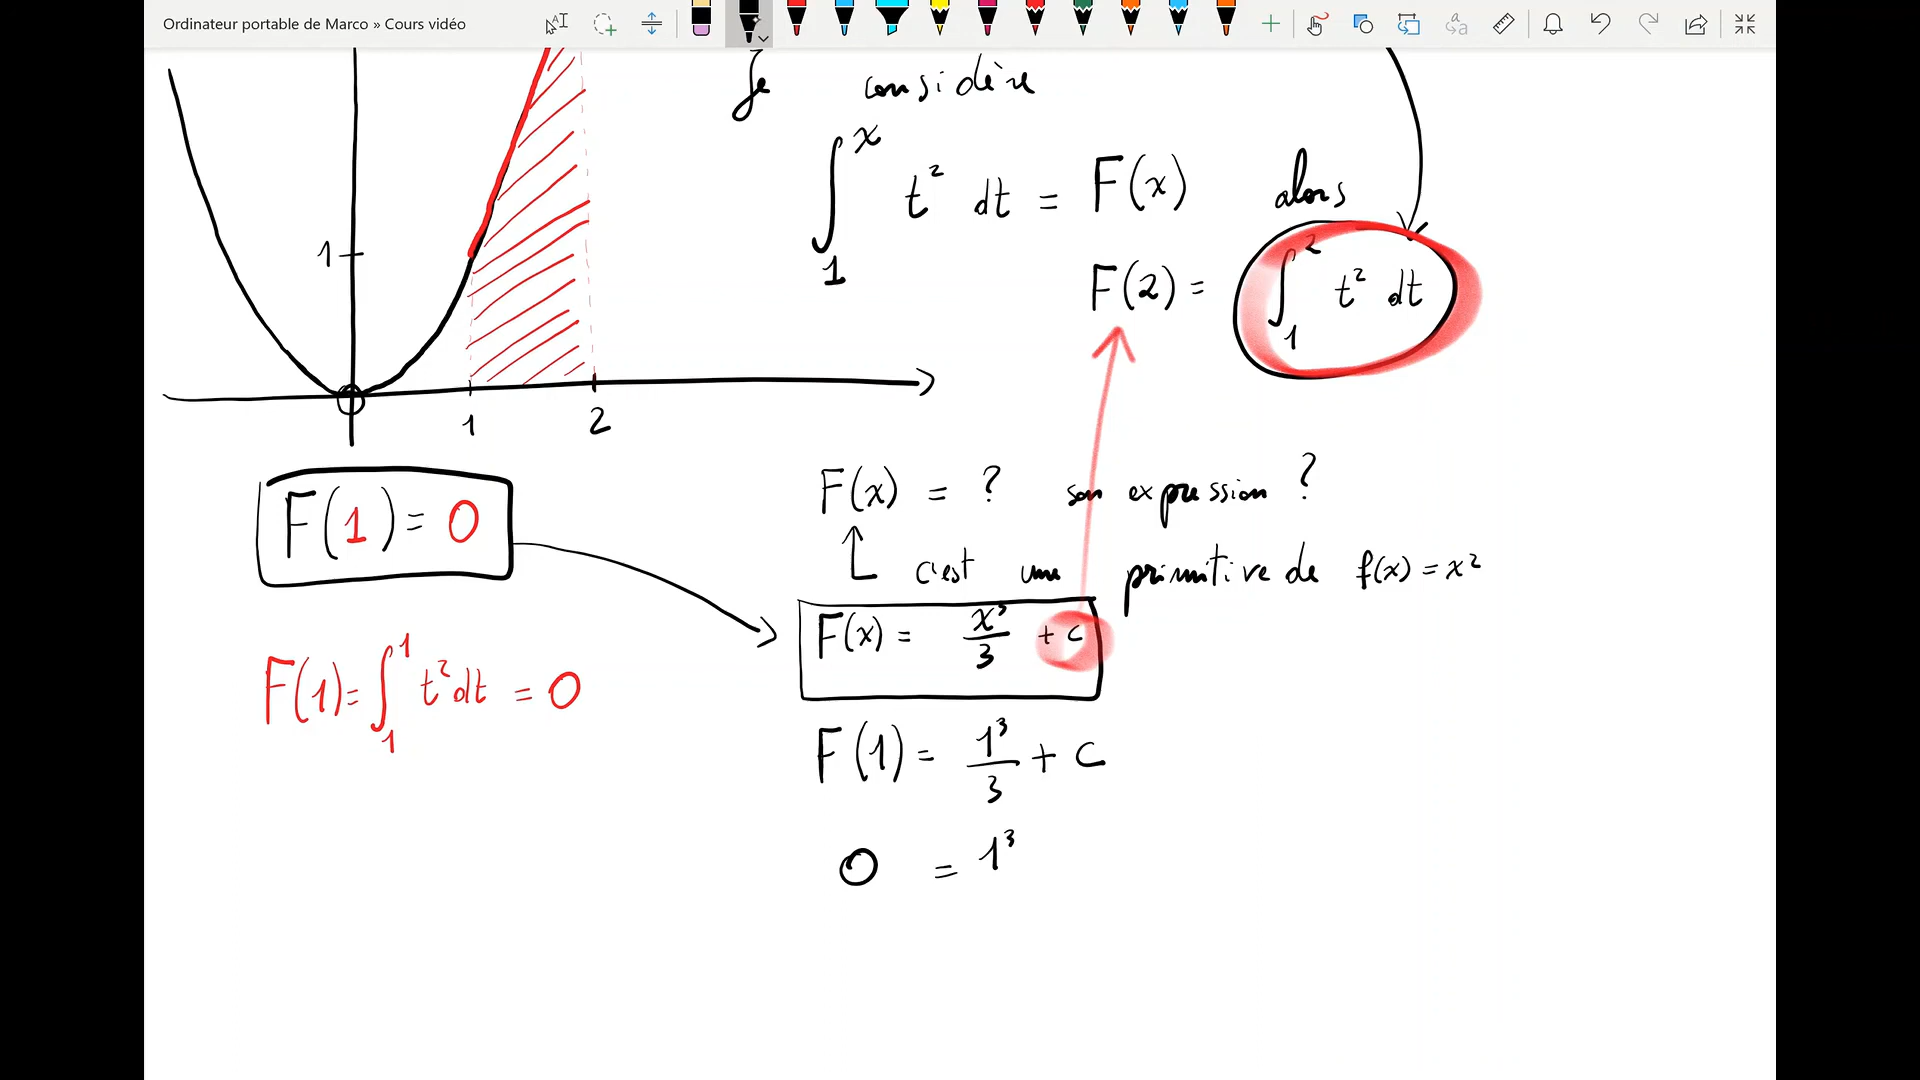 Ordinateur portable de Marco » Cours vidéo
Je considère
∫₁ˣ t² dt = F(x) alors
1
F(2) = ∫₁² t² dt
1 2
F(x) = ? son expression ?
F(1) = 0
c'est une primitive de f(x) = x²
F(x) = x³/3 + c
F(1) = ∫₁¹ t² dt = 0
F(1) = 1³/3 + c
0 = 1³